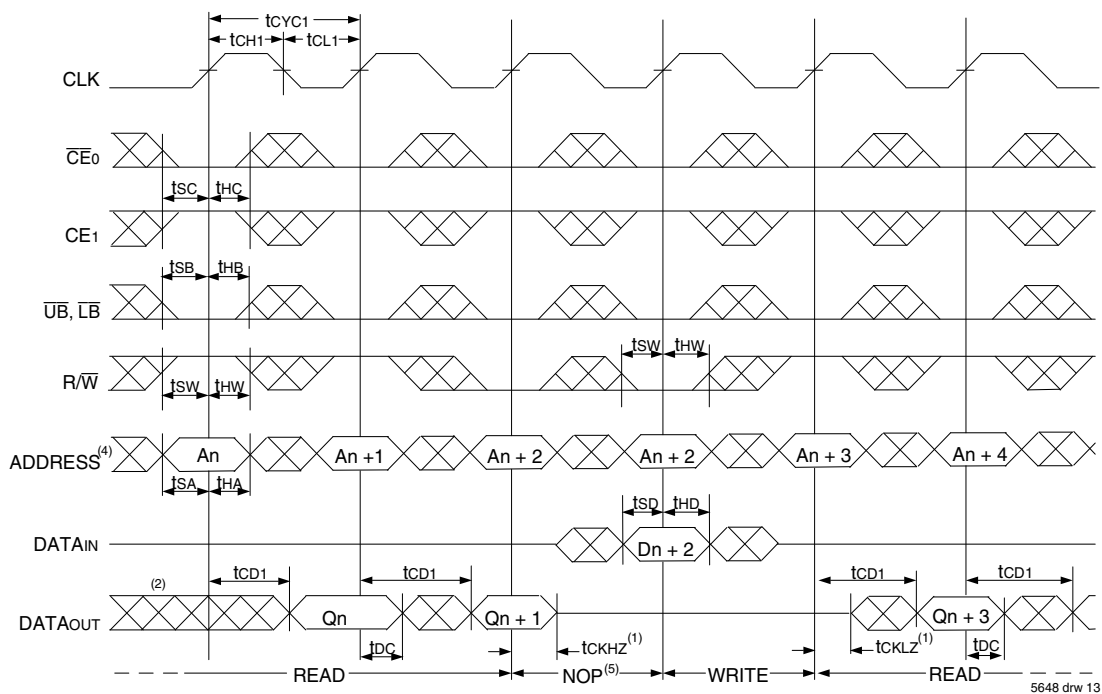 tCYC1
tCH1 tCL1
CLK
CE0
tSC tHC
CE1
tSB tHB
UB, LB
tSW tHW
R/W
tSW tHW
ADDRESS(4) An An +1 An + 2 An + 2 An + 3 An + 4
tSA tHA
tSD tHD
DATAIN Dn + 2
(2) tCD1 tCD1 tCD1 tCD1
DATAOUT Qn Qn + 1 Qn + 3
tDC tCKHZ(1) tCKLZ(1) tDC
READ NOP(5) WRITE READ
5648 drw 13